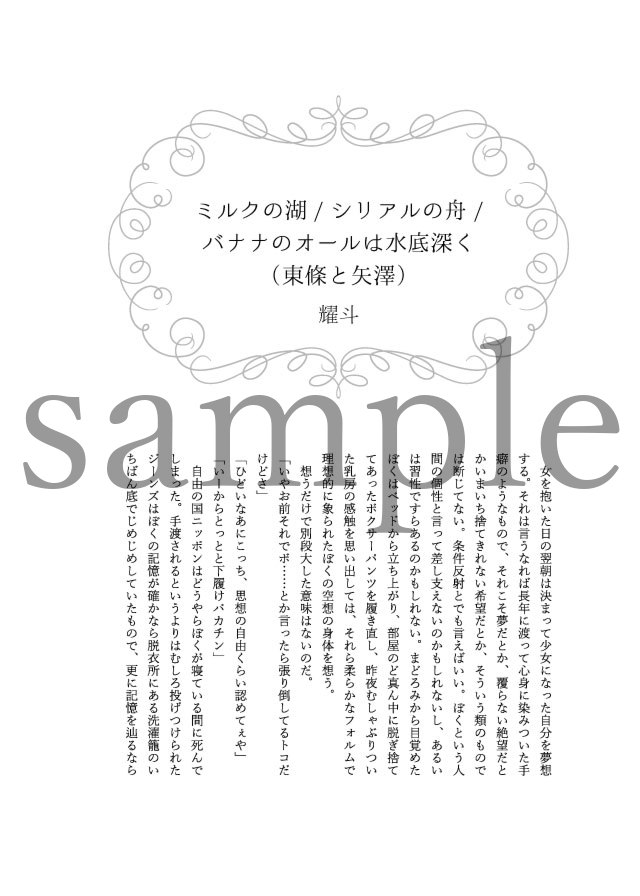 ミルクの湖 / シリアルの舟 /
バナナのオールは水底深く
（東條と矢澤）
耀斗
sample
　女を抱いた日の翌朝は決まって少女になった自分を夢想
する。それは言うなれば長年に渡って心身に染みついた手
癖のようなもので、それこそ夢だとか、覆らない絶望だと
かいまいち捨てきれない希望だとか、そういう類のもので
は断じてない。条件反射とでも言えばいい。ぼくという人
間の個性と言って差し支えないのかもしれないし、あるい
は習性ですらあるのかもしれない。まどろみから目覚めた
ぼくはベッドから立ち上がり、部屋のど真ん中に脱ぎ捨て
てあったボクサーパンツを履き直し、昨夜むしゃぶりつい
た乳房の感触を思い出しては、それら柔らかなフォルムで
理想的に象られたぼくの空想の身体を想う。
　想うだけで別段大した意味はないのだ。
「いやお前それでボ……とか言ったら張り倒してるトコだ
けどさ」
「ひどいなあにこっち、思想の自由くらい認めてぇや」
「いーからとっとと下履けバカチン」
　自由の国ニッポンはどうやらぼくが寝ている間に死んで
しまった。手渡されるというよりはむしろ投げつけられた
ジーンズはぼくの記憶が確かなら脱衣所にある洗濯籠のい
ちばん底でじめじめしていたもので、更に記憶を辿るなら